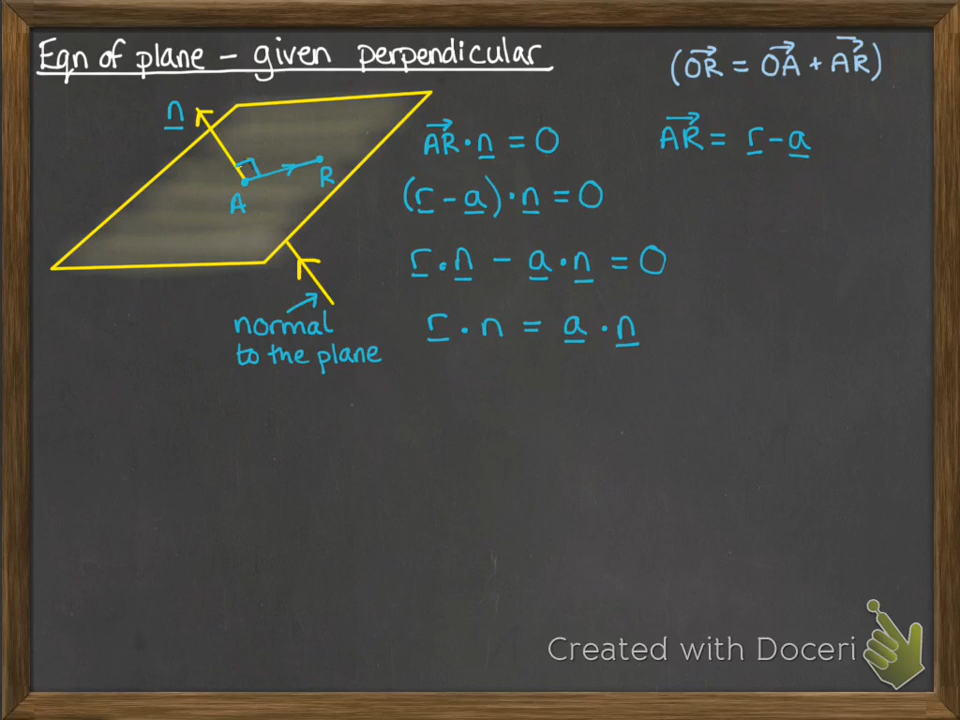 Eqn of plane – given perpendicular
(OR⃗ = OA⃗ + AR⃗)
n
A
R
normal
to the plane
AR⃗ · n = 0
AR⃗ = r - a
(r - a) · n = 0
r · n - a · n = 0
r · n = a · n
Created with Doceri